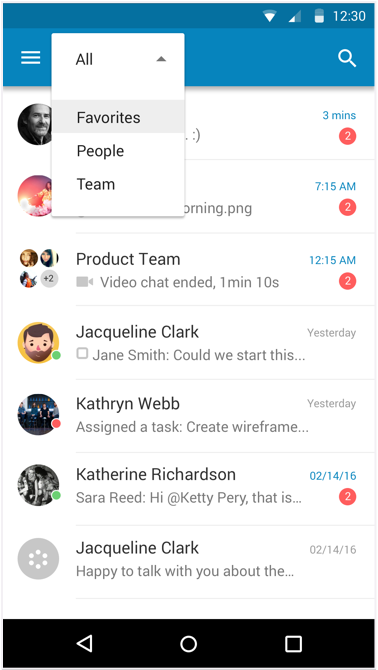 12:30
All
Favorites
People
Team
3 mins
. :)
2
7:15 AM
orning.png
2
Product Team
12:15 AM
+2
Video chat ended, 1min 10s
2
Jacqueline Clark
Yesterday
Jane Smith: Could we start this...
Kathryn Webb
Yesterday
Assigned a task: Create wireframe...
Katherine Richardson
02/14/16
Sara Reed: Hi @Ketty Pery, that is...
2
Jacqueline Clark
02/14/16
Happy to talk with you about the...